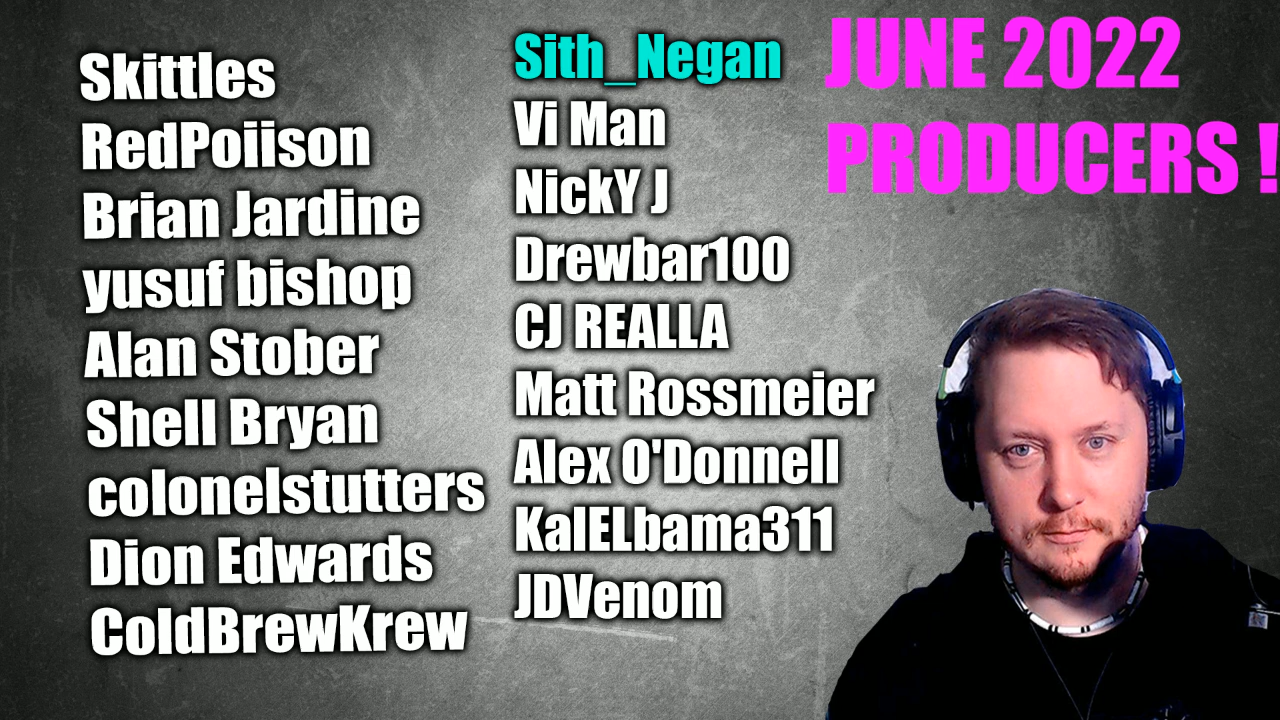 Skittles
RedPoiison
Brian Jardine
yusuf bishop
Alan Stober
Shell Bryan
colonelstutters
Dion Edwards
ColdBrewKrew
Sith_Negan
Vi Man
NickY J
Drewbar100
CJ REALLA
Matt Rossmeier
Alex O'Donnell
KalELbama311
JDVenom
JUNE 2022
PRODUCERS !